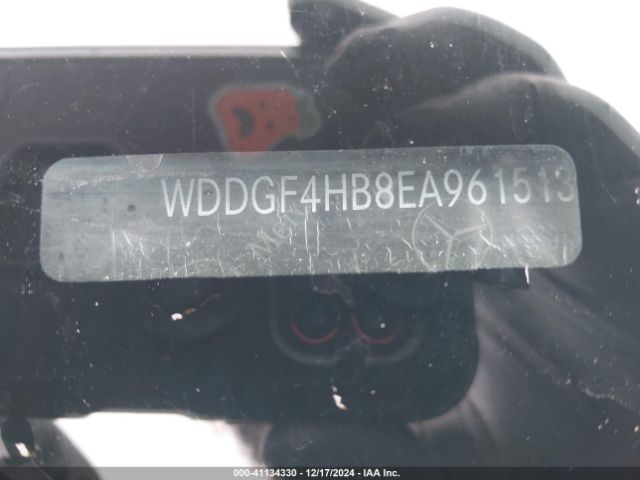 WDDGF4HB8EA961513
000-41134330 - 12/17/2024 - IAA Inc.